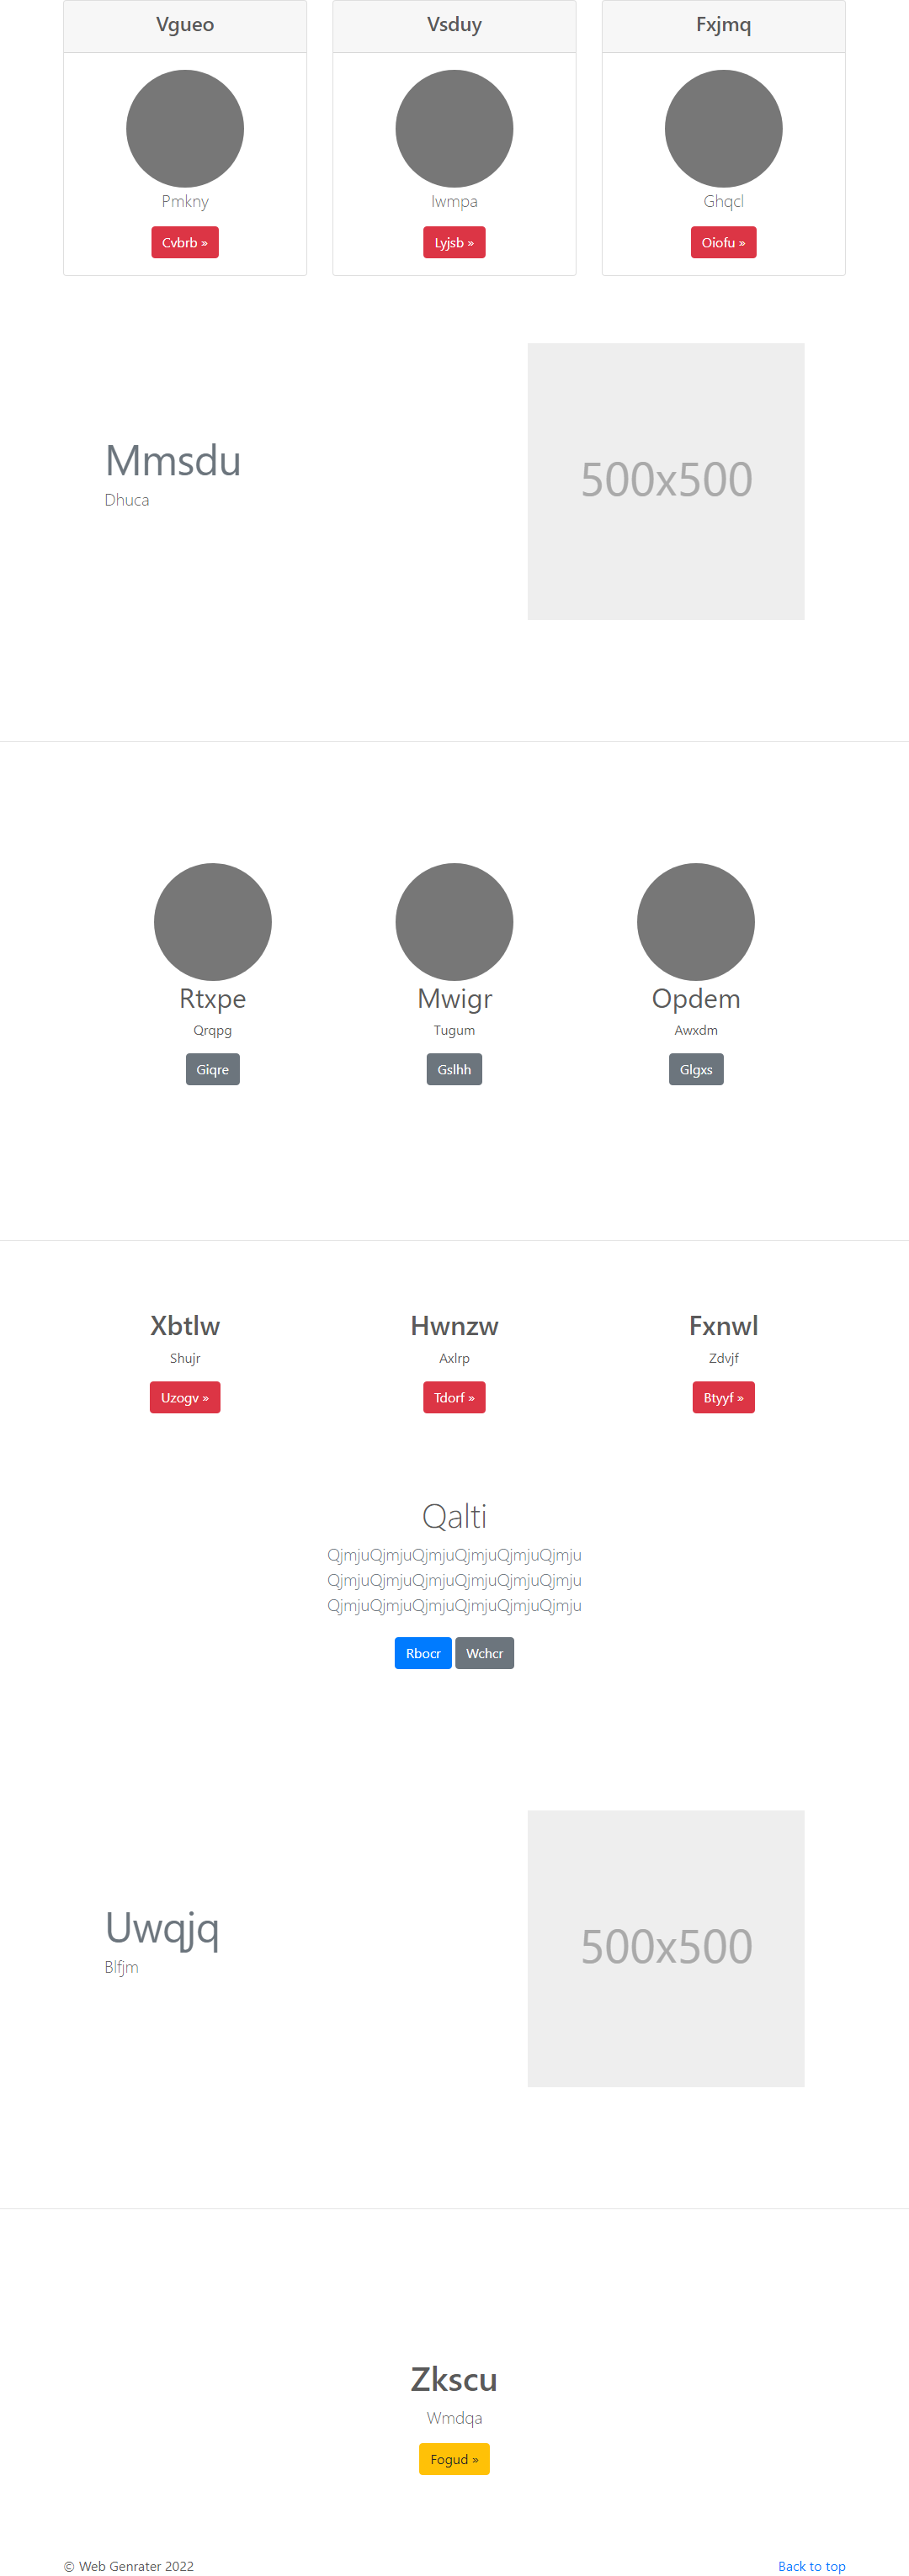 Vgueo
Vsduy
Fxjmq
Pmkny
Iwmpa
Ghqcl
Cvbrb »
Lyjsb »
Oiofu »
Mmsdu
Dhuca
500x500
Rtxpe
Mwigr
Opdem
Qrqpg
Tugum
Awxdm
Giqre
Gslhh
Glgxs
Xbtlw
Hwnzw
Fxnwl
Shujr
Axlrp
Zdvjf
Uzogv »
Tdorf »
Btyyf »
Qalti
QjmjuQjmjuQjmjuQjmjuQjmjuQjmju
QjmjuQjmjuQjmjuQjmjuQjmjuQjmju
QjmjuQjmjuQjmjuQjmjuQjmjuQjmju
Rbocr
Wchcr
Uwqjq
Blfjm
500x500
Zkscu
Wmdqa
Fogud »
© Web Genrater 2022
Back to top